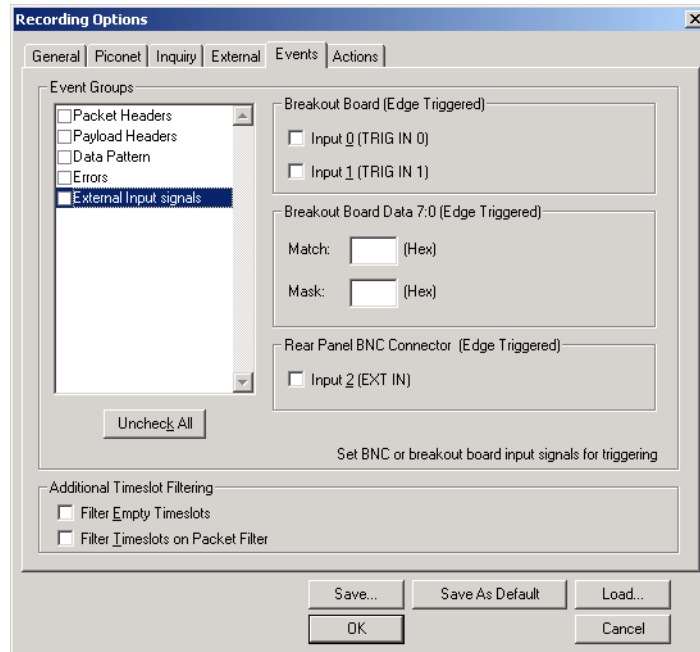 Recording Options
General Piconet Inquiry External Events Actions
Event Groups
Packet Headers
Payload Headers
Data Pattern
Errors
External Input signals
Uncheck All
Breakout Board (Edge Triggered)
Input 0 (TRIG IN 0)
Input 1 (TRIG IN 1)
Breakout Board Data 7:0 (Edge Triggered)
Match: (Hex)
Mask: (Hex)
Rear Panel BNC Connector (Edge Triggered)
Input 2 (EXT IN)
Set BNC or breakout board input signals for triggering
Additional Timeslot Filtering
Filter Empty Timeslots
Filter Timeslots on Packet Filter
Save... Save As Default Load...
OK Cancel